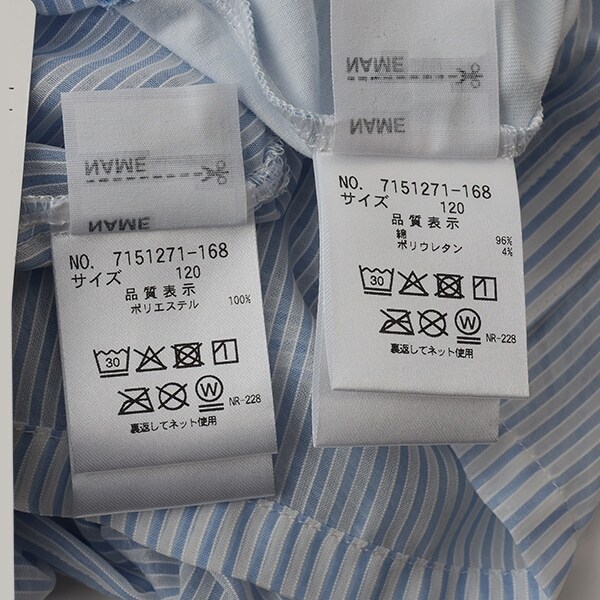 NAME
NAME
NO. 7151271-168
サイズ 120
品質表示
ポリエステル 100%
30
W
NR-228
裏返してネット使用
NAME
NAME
NO. 7151271-168
サイズ 120
品質表示
綿 96%
ポリウレタン 4%
30
W
NR-228
裏返してネット使用